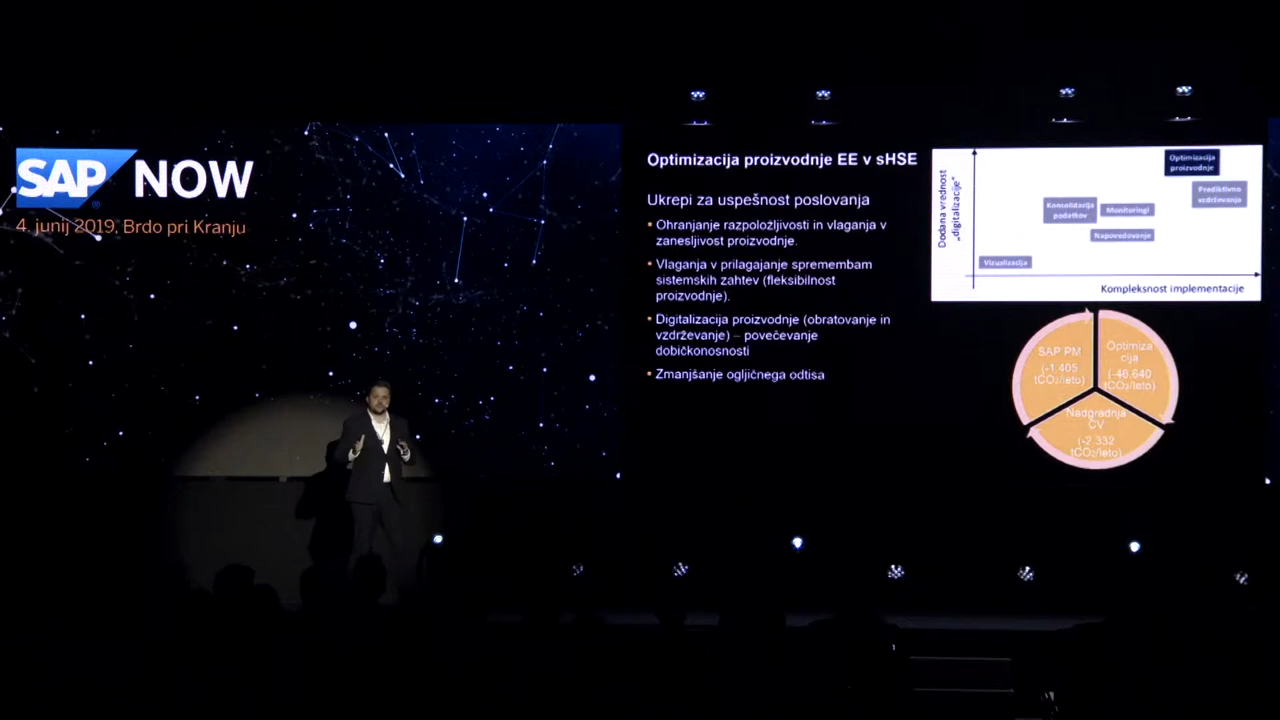 SAP NOW
4. junij 2019, Brdo pri Kranju
Optimizacija proizvodnje EE v sHSE
Ukrepi za uspešnost poslovanja
Ohranjanje razpoložljivosti in vlaganja v
zanesljivost proizvodnje.
Vlaganja v prilagajanje spremembam
sistemskih zahtev (fleksibilnost
proizvodnje).
Digitalizacija proizvodnje (obratovanje in
vzdrževanje) – povečevanje
dobičkonosnosti
Zmanjšanje ogljičnega odtisa
Dodana vrednost
„digitalizacije“
Optimizacija
proizvodnje
Prediktivno
vzdrževanja
Konsolidacija
podatkov
Monitoringi
Napovedovanje
Vizualizacija
Kompleksnost implementacije
SAP PM
(-1.405
tCO₂/leto)
Optimiza
cija
(-46.640
tCO₂/leto)
Nadgradnja
CV
(-2.332
tCO₂/leto)